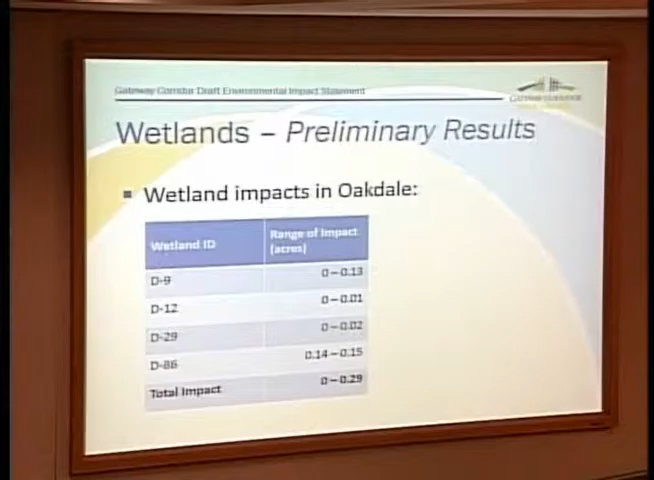 Gateway Corridor Draft Environmental Impact Statement
GATEWAY CORRIDOR
Wetlands – Preliminary Results
Wetland impacts in Oakdale:
Wetland ID Range of Impact (acres)
D-9 0 – 0.13
D-12 0 – 0.01
D-29 0 – 0.02
D-86 0.14 – 0.15
Total Impact 0 – 0.29